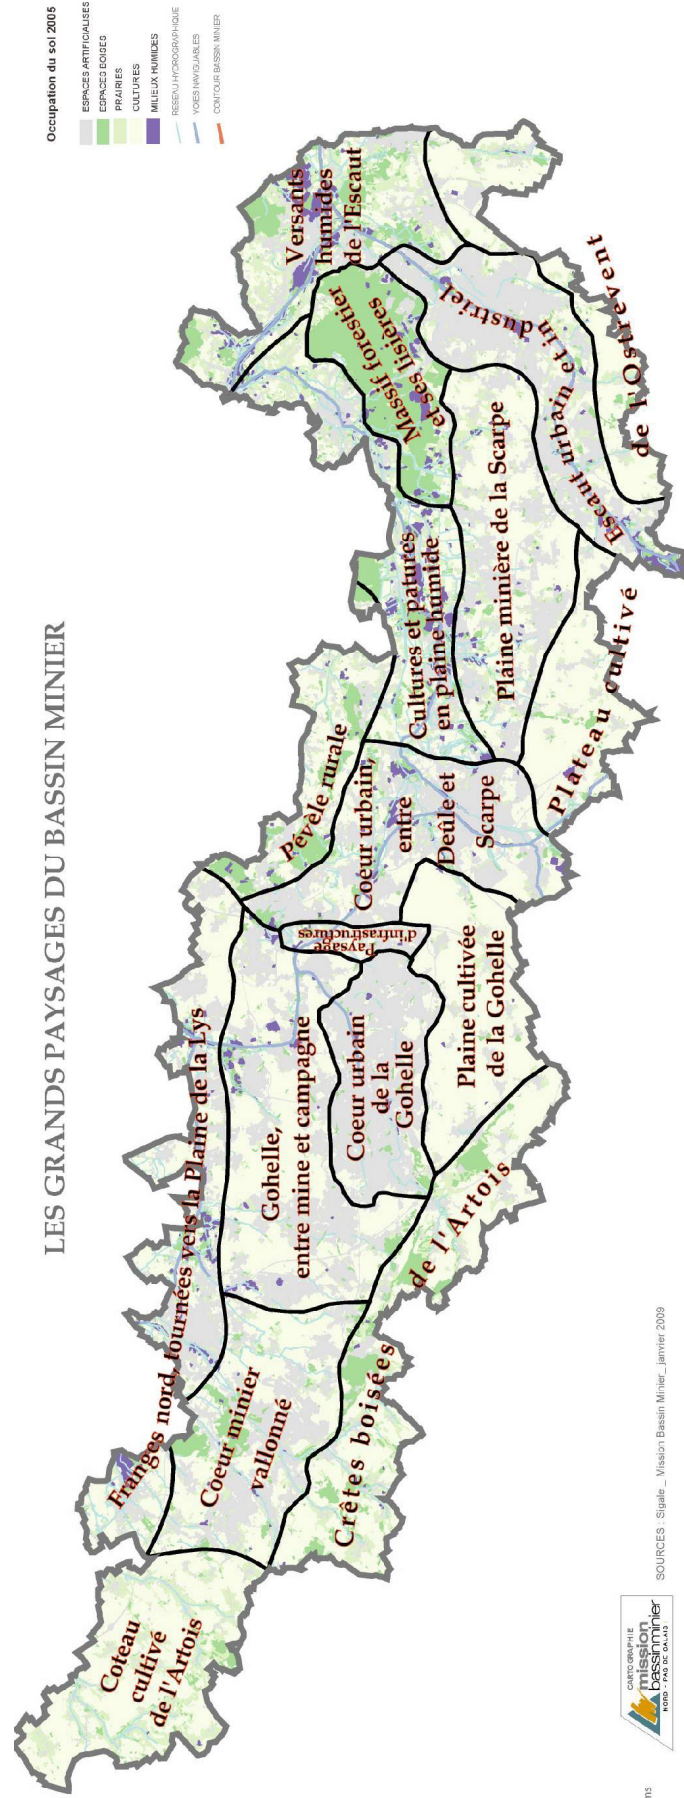 LES GRANDS PAYSAGES DU BASSIN MINIER
Occupation du sol 2005
ESPACES ARTIFICIALISES
ESPACES BOISES
PRAIRIES
CULTURES
MILIEUX HUMIDES
RESEAU HYDROGRAPHIQUE
VOIES NAVIGUABLES
CONTOUR BASSIN MINIER
Coteau
cultivé
de l'Artois
Franges nord, tournées vers la Plaine de la Lys
Coeur minier
vallonné
Crêtes boisées
de l'Artois
Gohelle,
entre mine et campagne
Coeur urbain
de la
Gohelle
Paysage
d'infrastructures
Plaine cultivée
de la Gohelle
Pévèle rurale
Coeur urbain,
entre
Deûle et
Scarpe
Cultures et patures
en plaine humide
Plaine minière de la Scarpe
Plateau cultivé
de l'Ostrevent
Massif forestier
et ses lisières
Versants
humides
de l'Escaut
Escaut urbain et in dustriel
CARTOGRAPHIE
mission
bassinminier
NORD - PAS DE CALAIS
SOURCES : Sigale _ Mission Bassin Minier_ janvier 2009
ns